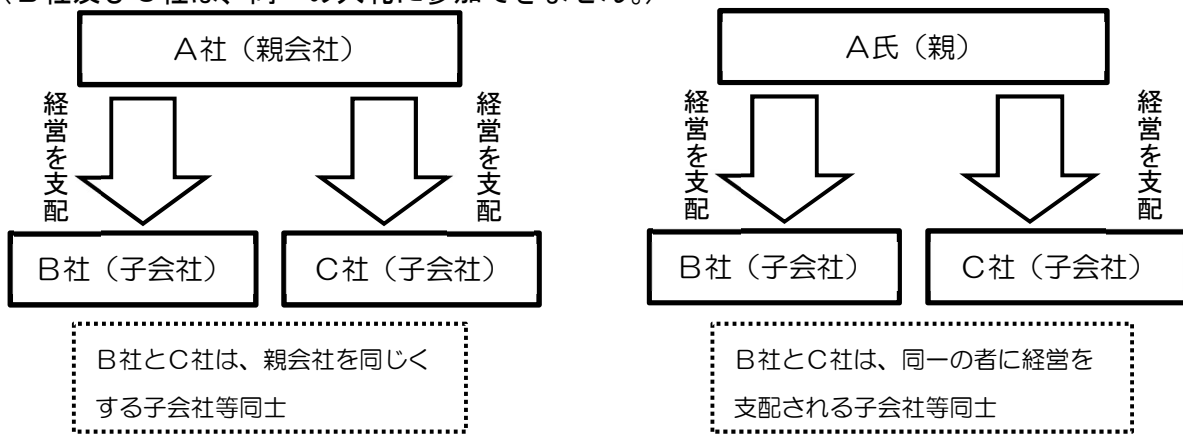 （Ｂ社及びＣ社は、同一の入札に参加できません。）
Ａ社（親会社）
経営を支配
経営を支配
Ｂ社（子会社）
Ｃ社（子会社）
Ｂ社とＣ社は、親会社を同じく
する子会社等同士
Ａ氏（親）
経営を支配
経営を支配
Ｂ社（子会社）
Ｃ社（子会社）
Ｂ社とＣ社は、同一の者に経営を
支配される子会社等同士